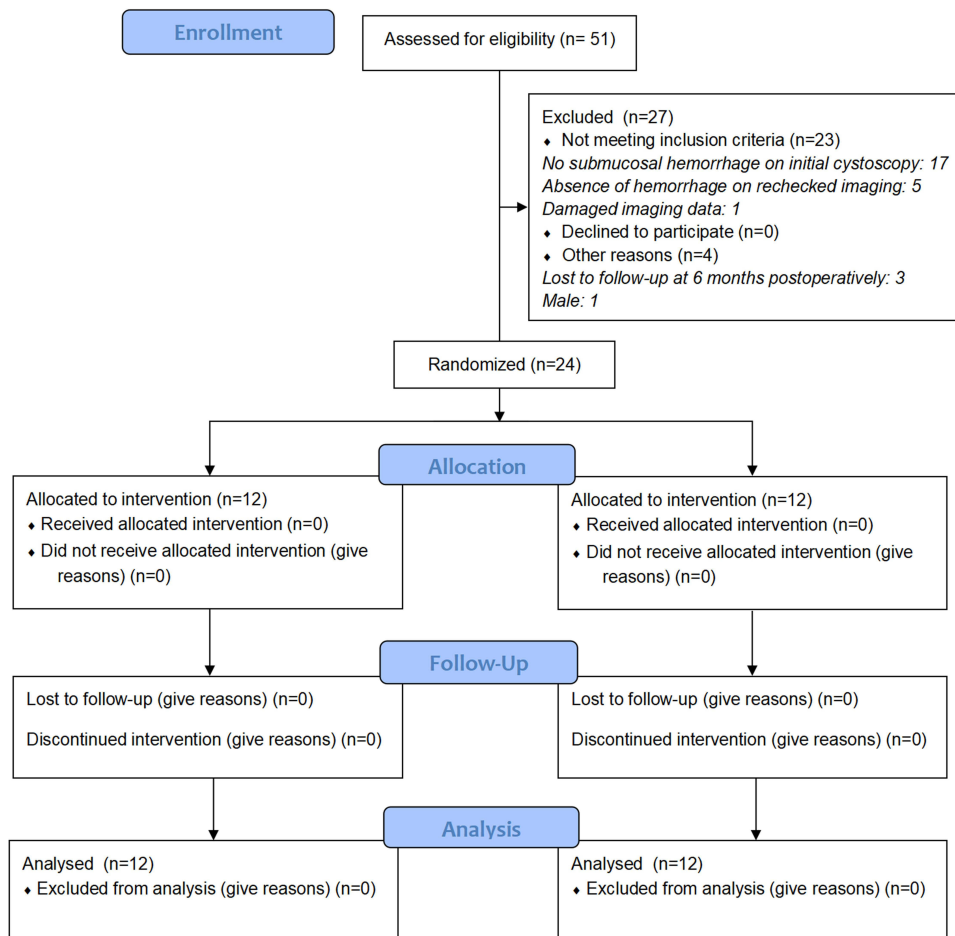 Enrollment
Assessed for eligibility (n= 51)
Excluded (n=27)
♦ Not meeting inclusion criteria (n=23)
No submucosal hemorrhage on initial cystoscopy: 17
Absence of hemorrhage on rechecked imaging: 5
Damaged imaging data: 1
♦ Declined to participate (n=0)
♦ Other reasons (n=4)
Lost to follow-up at 6 months postoperatively: 3
Male: 1
Randomized (n=24)
Allocation
Allocated to intervention (n=12)
♦ Received allocated intervention (n=0)
♦ Did not receive allocated intervention (give
reasons) (n=0)
Allocated to intervention (n=12)
♦ Received allocated intervention (n=0)
♦ Did not receive allocated intervention (give
reasons) (n=0)
Follow-Up
Lost to follow-up (give reasons) (n=0)
Discontinued intervention (give reasons) (n=0)
Lost to follow-up (give reasons) (n=0)
Discontinued intervention (give reasons) (n=0)
Analysis
Analysed (n=12)
♦ Excluded from analysis (give reasons) (n=0)
Analysed (n=12)
♦ Excluded from analysis (give reasons) (n=0)